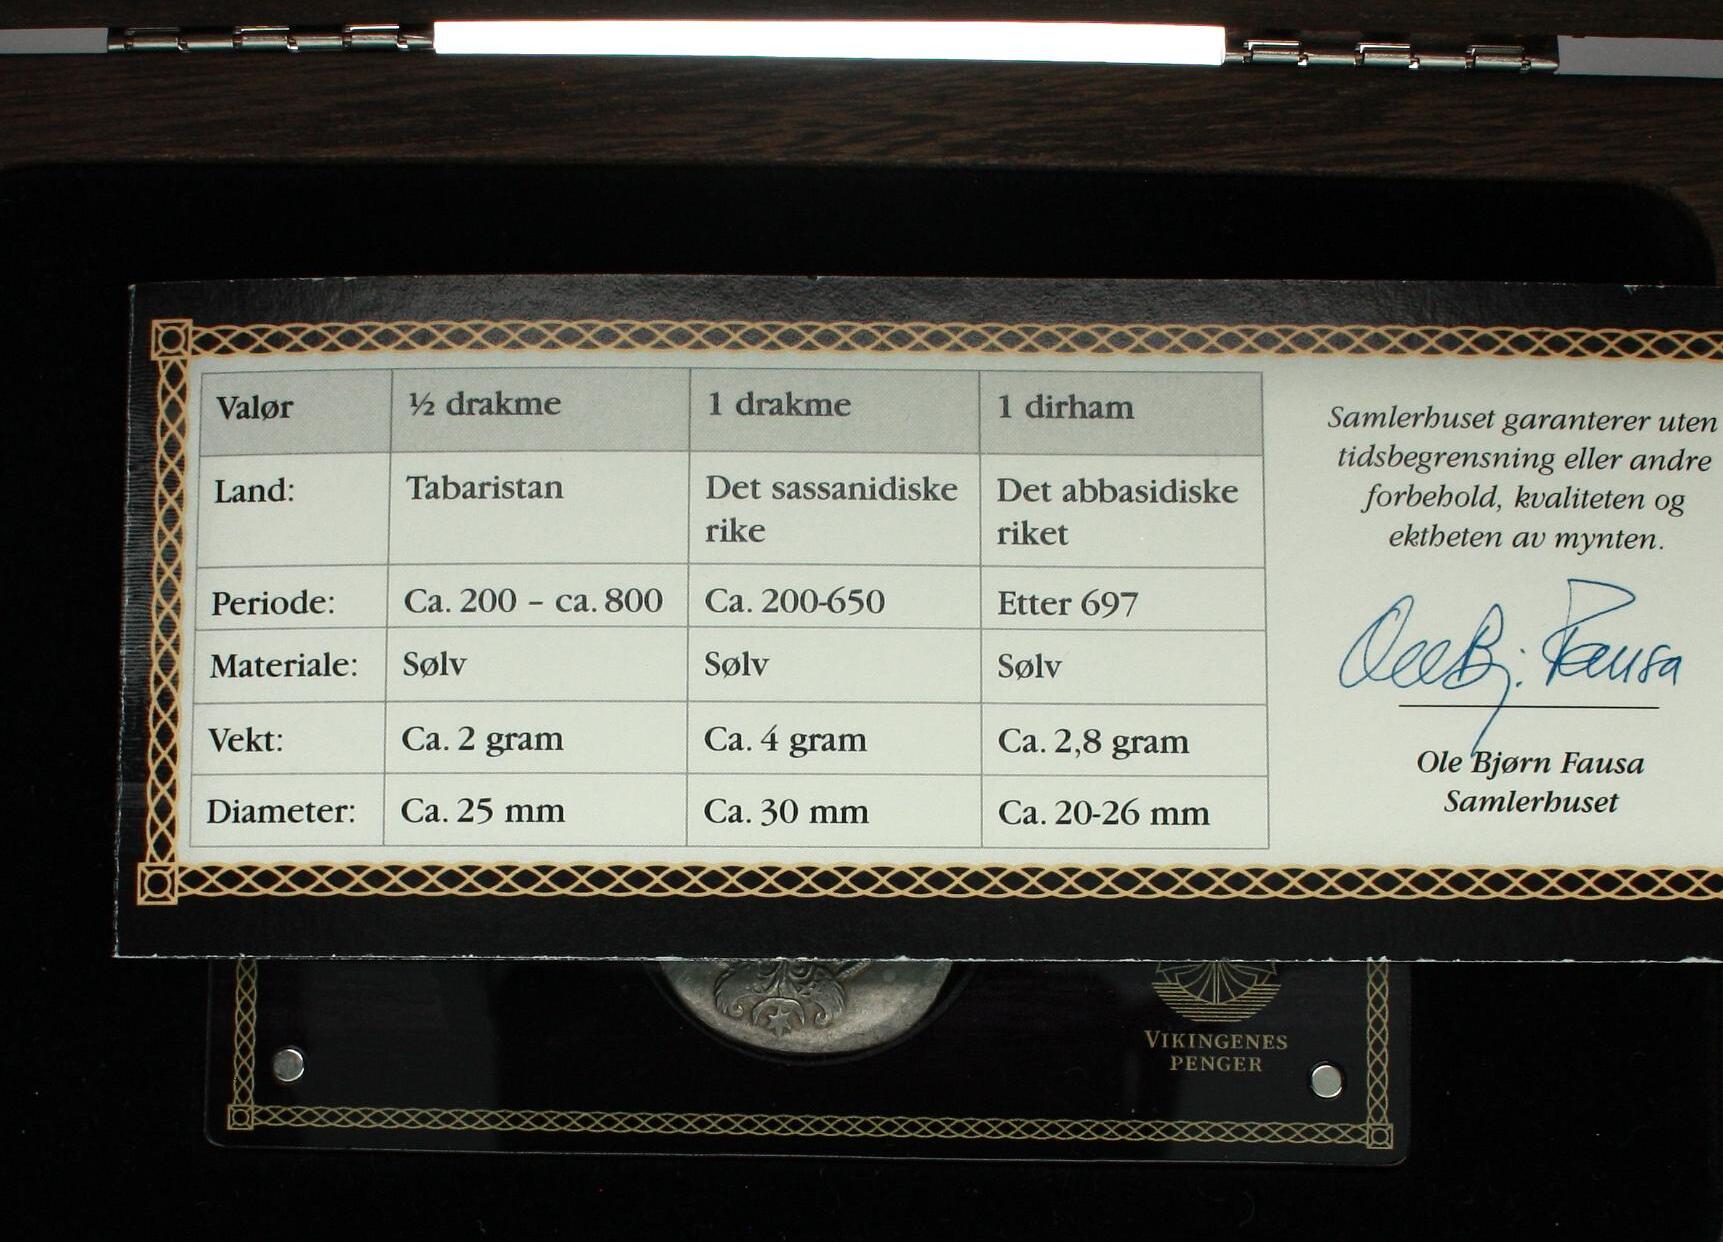 Valør ½ drakme 1 drakme 1 dirham
Land: Tabaristan Det sassanidiske rike Det abbasidiske riket
Periode: Ca. 200 – ca. 800 Ca. 200-650 Etter 697
Materiale: Sølv Sølv Sølv
Vekt: Ca. 2 gram Ca. 4 gram Ca. 2,8 gram
Diameter: Ca. 25 mm Ca. 30 mm Ca. 20-26 mm
Samlerhuset garanterer uten
tidsbegrensning eller andre
forbehold, kvaliteten og
ektheten av mynten.
Ole Bj. Fausa
Ole Bjørn Fausa
Samlerhuset
VIKINGENES
PENGER